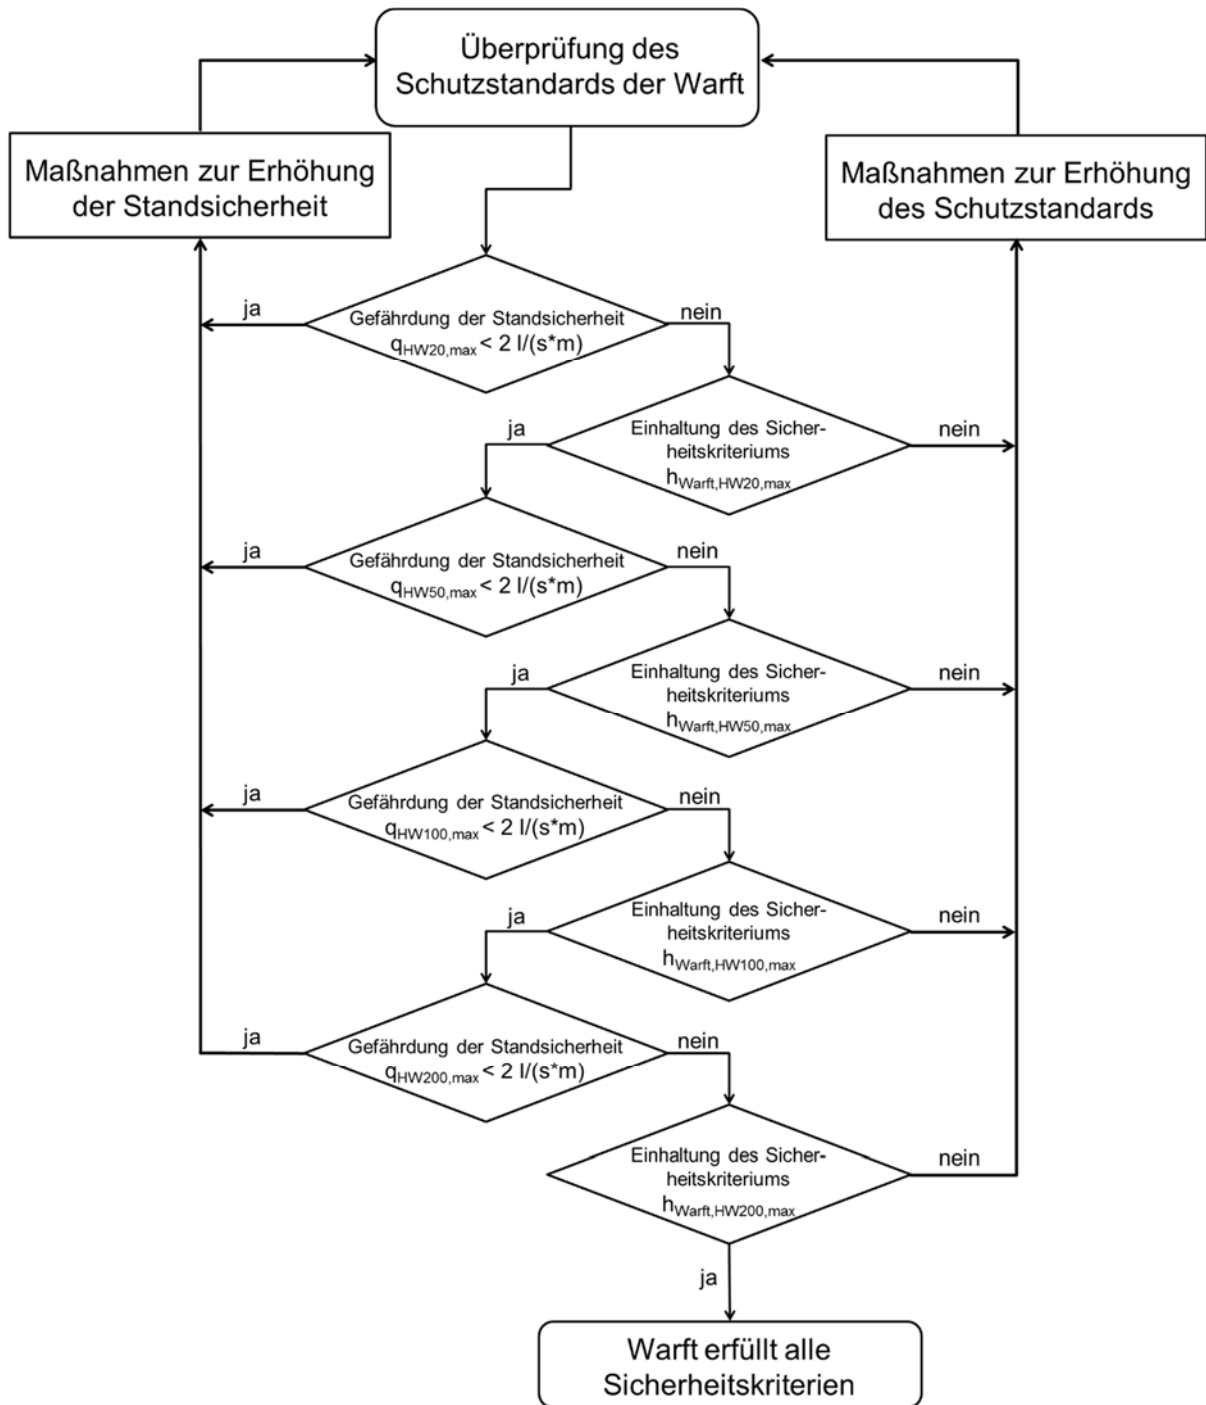 Überprüfung des
Schutzstandards der Warft
Maßnahmen zur Erhöhung
der Standsicherheit
Maßnahmen zur Erhöhung
des Schutzstandards
ja
Gefährdung der Standsicherheit
qHW20,max < 2 l/(s*m)
nein
ja
Einhaltung des Sicher-
heitskriteriums
hWarft,HW20,max
nein
ja
Gefährdung der Standsicherheit
qHW50,max < 2 l/(s*m)
nein
ja
Einhaltung des Sicher-
heitskriteriums
hWarft,HW50,max
nein
ja
Gefährdung der Standsicherheit
qHW100,max < 2 l/(s*m)
nein
ja
Einhaltung des Sicher-
heitskriteriums
hWarft,HW100,max
nein
ja
Gefährdung der Standsicherheit
qHW200,max < 2 l/(s*m)
nein
Einhaltung des Sicher-
heitskriteriums
hWarft,HW200,max
nein
ja
Warft erfüllt alle
Sicherheitskriterien